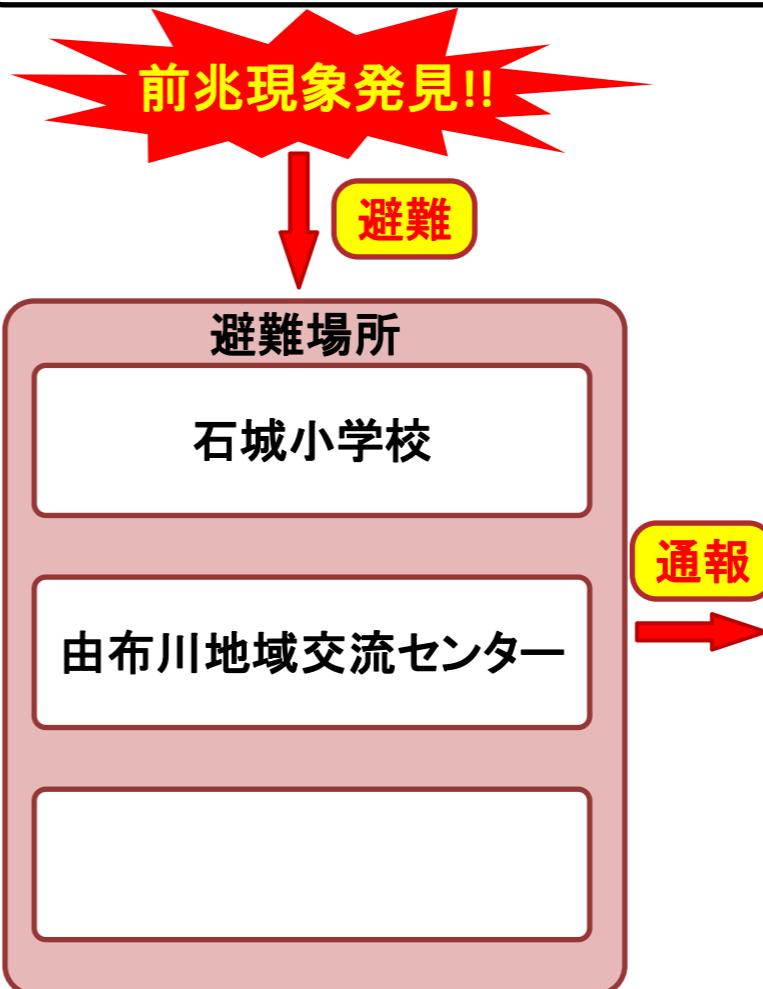 前兆現象発見!!
避難
避難場所
石城小学校
通報
由布川地域交流センター